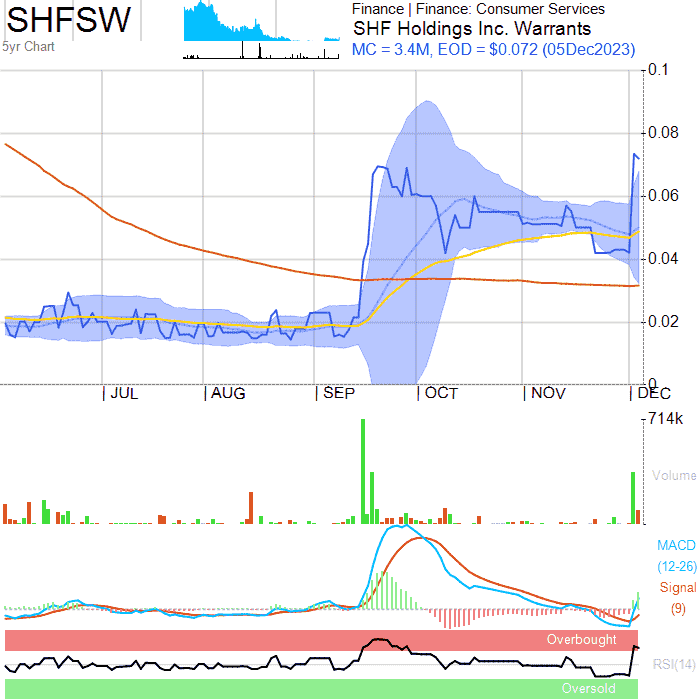 SHFSW
5yr Chart
Finance | Finance: Consumer Services
SHF Holdings Inc. Warrants
MC = 3.4M, EOD = $0.072 (05Dec2023)
0.1
0.08
0.06
0.04
0.02
0
| JUL
| AUG
| SEP
| OCT
| NOV
| DEC
714k
Volume
MACD
(12-26)
Signal
(9)
Overbought
RSI(14)
Oversold